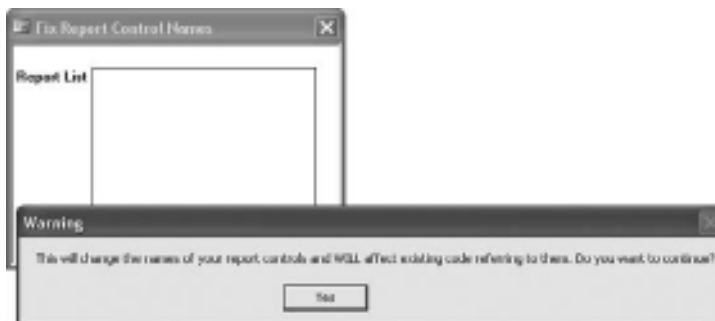 Fix Report Control Names
Report List
Warning
This will change the names of your report controls and WILL affect existing code referring to them. Do you want to continue?
Yes